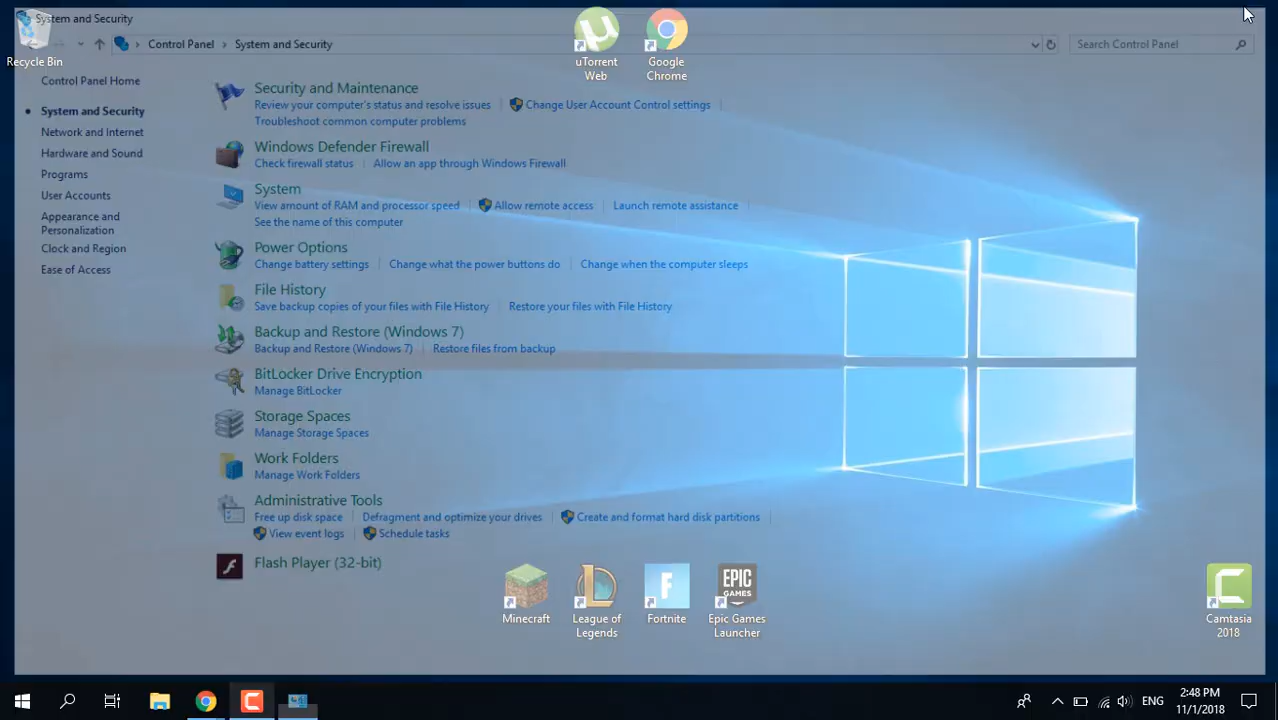 System and Security
Recycle Bin
Control Panel > System and Security
Search Control Panel
uTorrent
Web
Google
Chrome
Control Panel Home
System and Security
Network and Internet
Hardware and Sound
Programs
User Accounts
Appearance and
Personalization
Clock and Region
Ease of Access
Security and Maintenance
Review your computer's status and resolve issues
Change User Account Control settings
Troubleshoot common computer problems
Windows Defender Firewall
Check firewall status
Allow an app through Windows Firewall
System
View amount of RAM and processor speed
Allow remote access
Launch remote assistance
See the name of this computer
Power Options
Change battery settings
Change what the power buttons do
Change when the computer sleeps
File History
Save backup copies of your files with File History
Restore your files with File History
Backup and Restore (Windows 7)
Backup and Restore (Windows 7)
Restore files from backup
BitLocker Drive Encryption
Manage BitLocker
Storage Spaces
Manage Storage Spaces
Work Folders
Manage Work Folders
Administrative Tools
Free up disk space
Defragment and optimize your drives
Create and format hard disk partitions
View event logs
Schedule tasks
Flash Player (32-bit)
Minecraft
League of
Legends
Fortnite
EPIC
GAMES
Epic Games
Launcher
Camtasia
2018
ENG
2:48 PM
11/1/2018